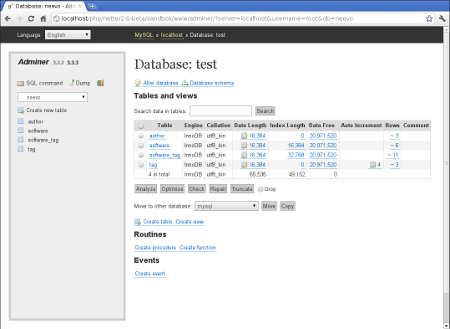 Database: test - Adm
localhost/php/nette/2.0-beta/sandbox/www/adminer/?server=localhost&username=root&db=neevo
Language: English
MySQL » localhost » Database: test
Adminer 3.2.2 3.3.3
SQL command Dump
neevo
Create new table
author
software
software_tag
tag
Database: test
Alter database Database schema
Tables and views
Search data in tables: Search
Table Engine Collation Data Length Index Length Data Free Auto Increment Rows Comment
author InnoDB utf8_bin 16,384 0 20,971,520 ~ 3
software InnoDB utf8_bin 16,384 16,384 20,971,520 ~ 6
software_tag InnoDB utf8_bin 16,384 32,768 20,971,520 ~ 11
tag InnoDB utf8_bin 16,384 0 20,971,520 4 ~ 3
4 in total InnoDB utf8_bin 65,536 49,152 0
Analyze Optimize Check Repair Truncate Drop
Move to other database: mysql Move Copy
Create table Create view
Routines
Create procedure Create function
Events
Create event